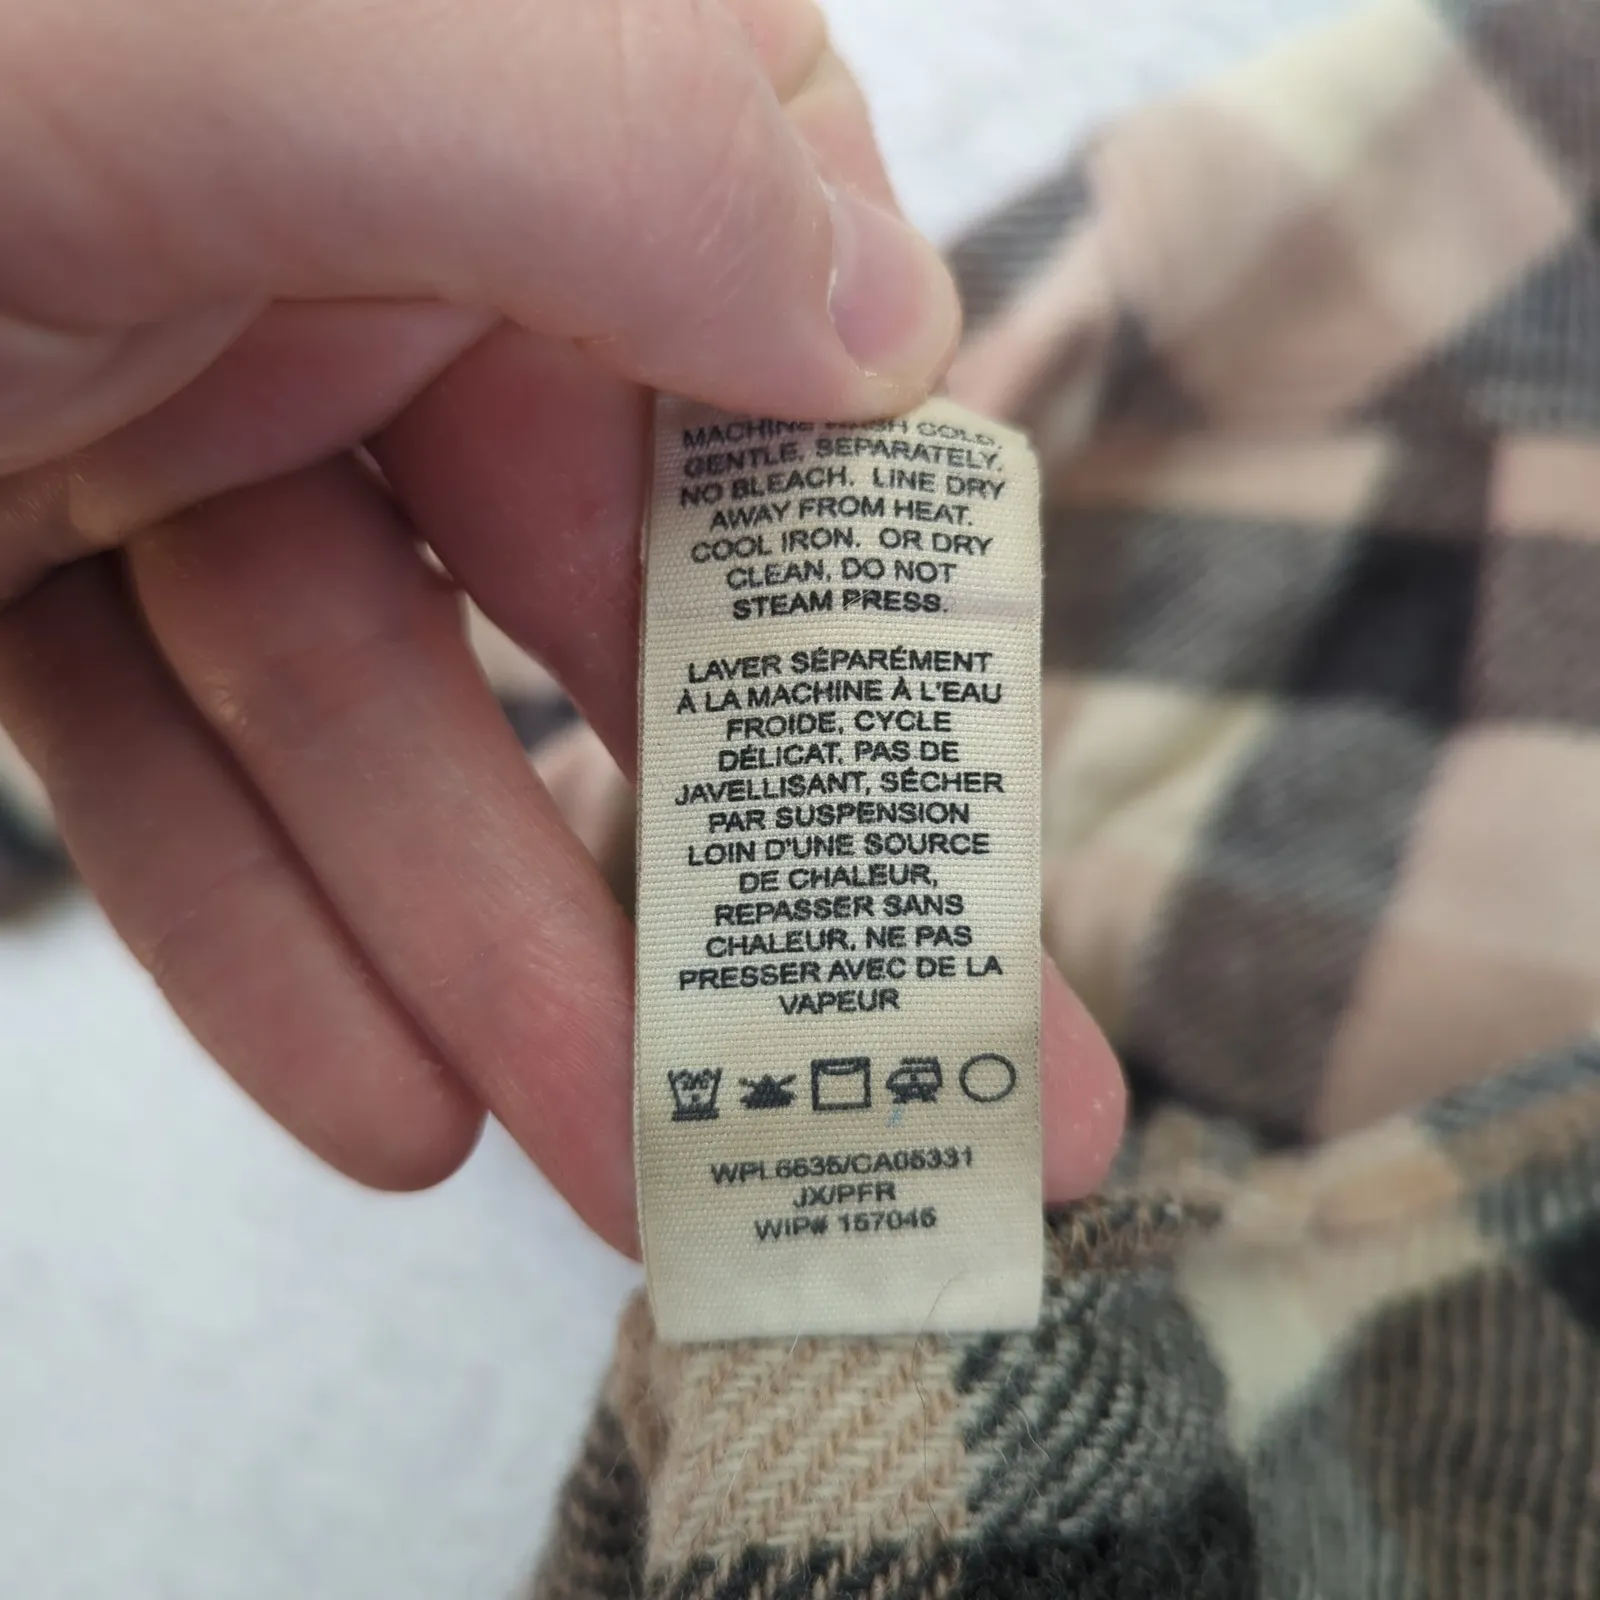 MACHINE WASH COLD,
GENTLE, SEPARATELY.
NO BLEACH. LINE DRY
AWAY FROM HEAT.
COOL IRON. OR DRY
CLEAN, DO NOT
STEAM PRESS.
LAVER SÉPARÉMENT
À LA MACHINE À L'EAU
FROIDE, CYCLE
DÉLICAT, PAS DE
JAVELLISANT, SÉCHER
PAR SUSPENSION
LOIN D'UNE SOURCE
DE CHALEUR,
REPASSER SANS
CHALEUR, NE PAS
PRESSER AVEC DE LA
VAPEUR
WPL6635/CA05331
JX/PFR
WIP# 157045